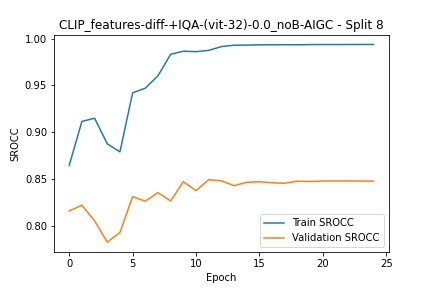 CLIP_features-diff-+IQA-(vit-32)-0.0_noB-AIGC - Split 8
1.00
0.95
0.90
0.85
0.80
SROCC
Train SROCC
Validation SROCC
0 5 10 15 20 25
Epoch